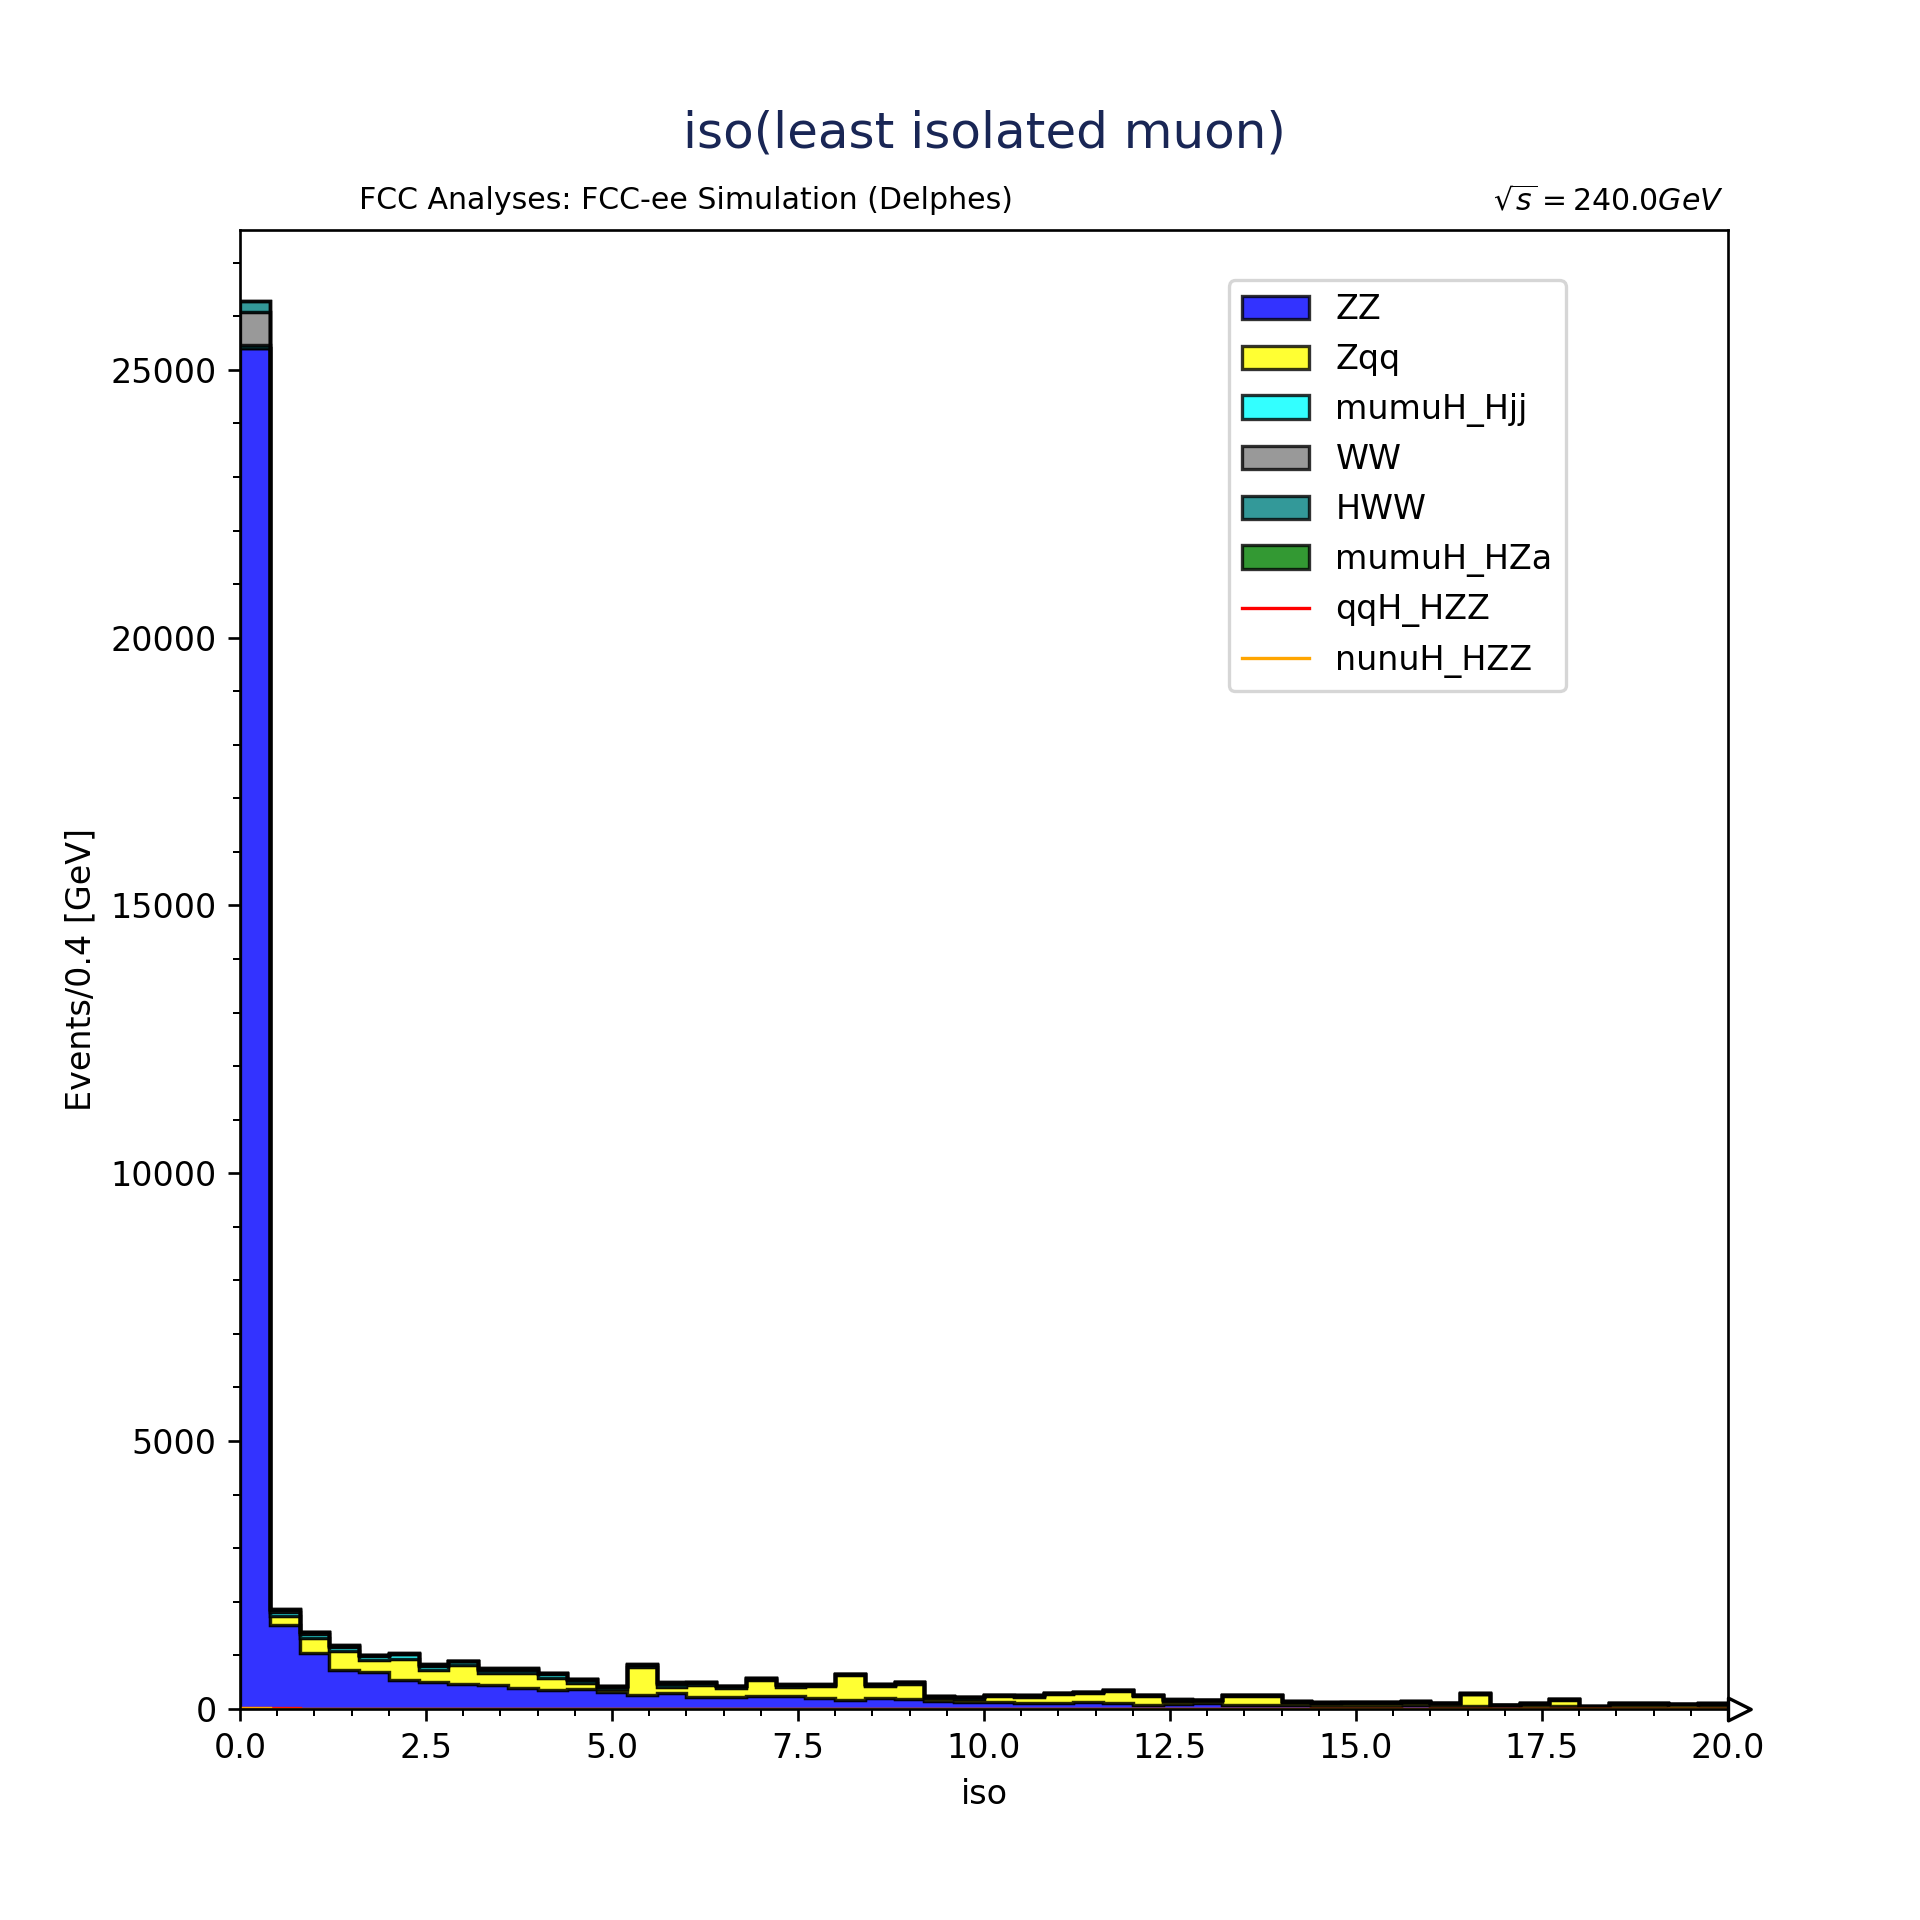 iso(least isolated muon)
FCC Analyses: FCC-ee Simulation (Delphes)
√s = 240.0GeV
ZZ
Zqq
mumuH_Hjj
WW
HWW
mumuH_HZa
qqH_HZZ
nunuH_HZZ
Events/0.4 [GeV]
25000
20000
15000
10000
5000
0
0.0 2.5 5.0 7.5 10.0 12.5 15.0 17.5 20.0
iso